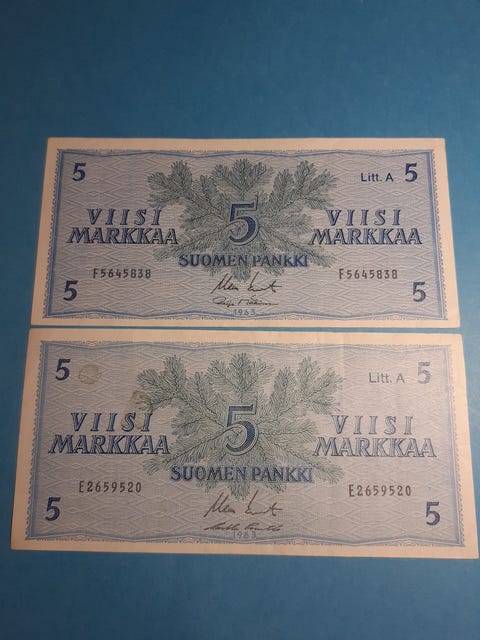 5 Litt. A 5
5
VIISI VIISI
MARKKAA MARKKAA
SUOMEN PANKKI
F5645838 F5645838
5 5
1963
5 Litt. A 5
5
VIISI VIISI
MARKKAA MARKKAA
SUOMEN PANKKI
E2659520 E2659520
5 5
1963